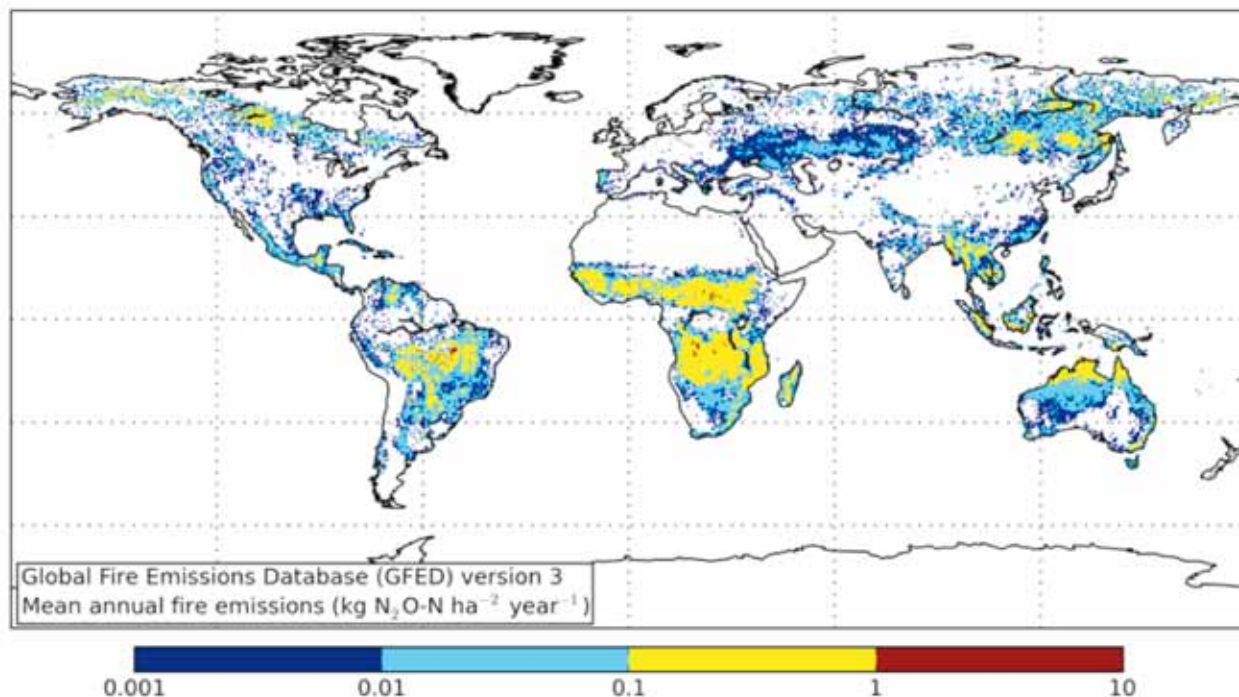 Global Fire Emissions Database (GFED) version 3
Mean annual fire emissions (kg N₂O-N ha⁻² year⁻¹)
0.001 0.01 0.1 1 10